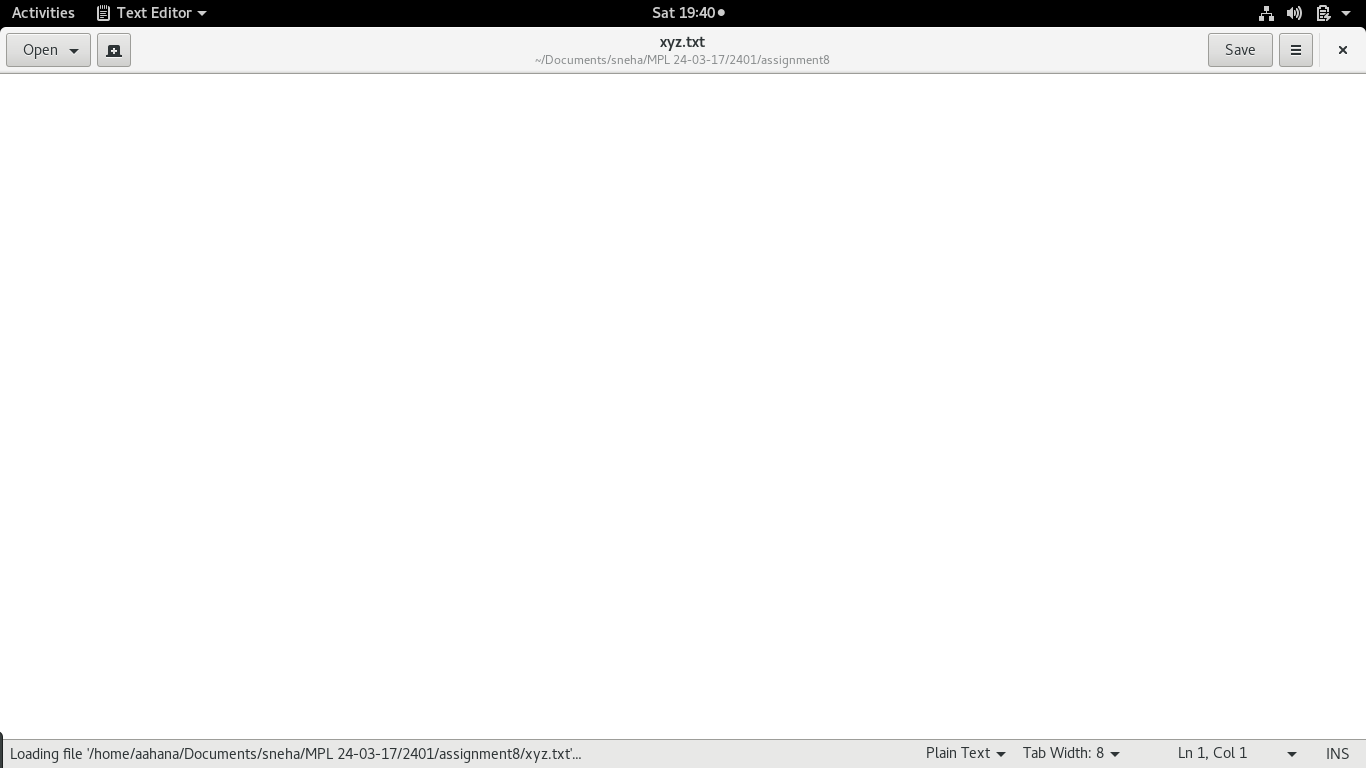 Activities Text Editor Sat 19:40
Open xyz.txt Save
~/Documents/sneha/MPL 24-03-17/2401/assignment8
Loading file '/home/aahana/Documents/sneha/MPL 24-03-17/2401/assignment8/xyz.txt'... Plain Text Tab Width: 8 Ln 1, Col 1 INS